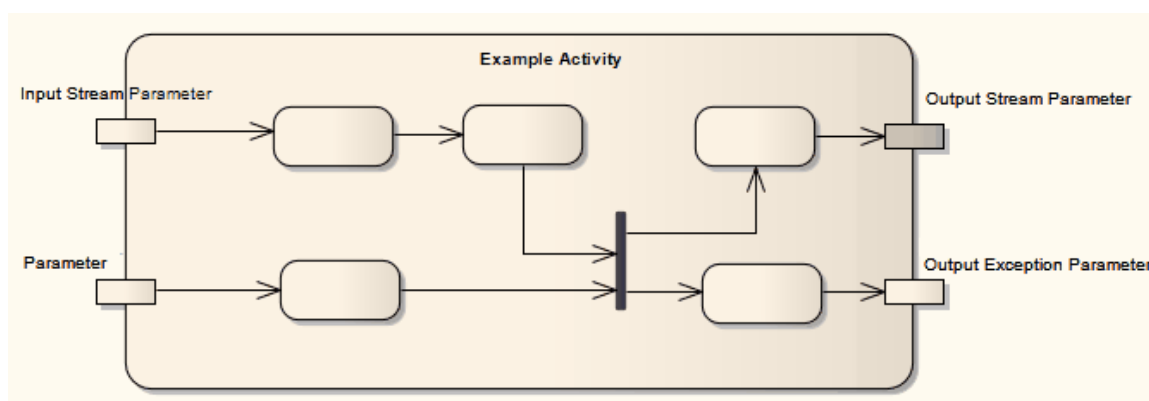 Example Activity
Input Stream Parameter
Output Stream Parameter
Parameter
Output Exception Parameter